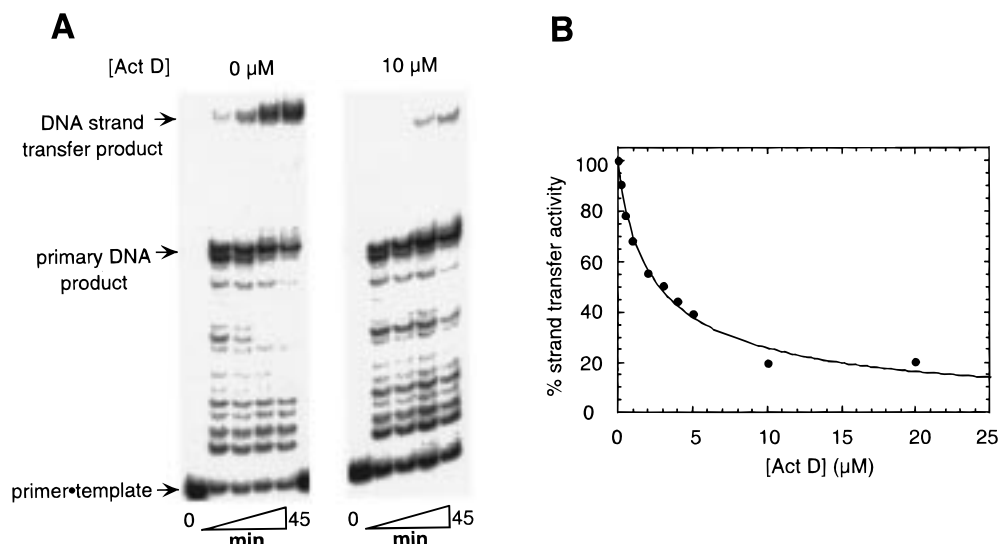 A
[Act D]
0 µM
10 µM
DNA strand
transfer product
primary DNA
product
primer•template
0
45
min
0
45
min
B
% strand transfer activity
100
80
60
40
20
0
0
5
10
15
20
25
[Act D] (µM)